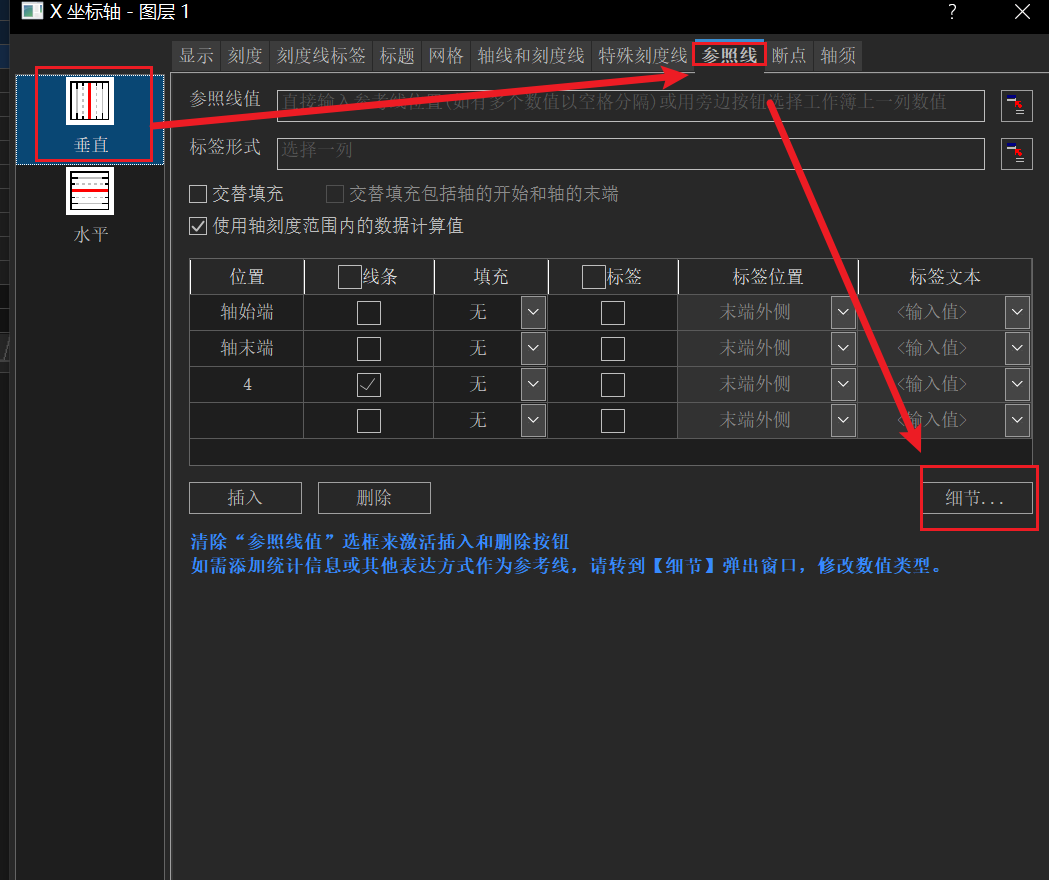 X 坐标轴 - 图层 1 ?
显示 刻度 刻度线标签 标题 网格 轴线和刻度线 特殊刻度线 参照线 断点 轴须
垂直
水平
参照线值 直接输入参考线位置(如有多个数值以空格分隔)或用旁边按钮选择工作簿上一列数值
标签形式 选择一列
交替填充 交替填充包括轴的开始和轴的末端
使用轴刻度范围内的数据计算值
位置 线条 填充 标签 标签位置 标签文本
轴始端 无 末端外侧 <输入值>
轴末端 无 末端外侧 <输入值>
4 无 末端外侧 <输入值>
无 末端外侧 <输入值>
插入 删除 细节...
清除“参照线值”选框来激活插入和删除按钮
如需添加统计信息或其他表达方式作为参考线，请转到【细节】弹出窗口，修改数值类型。